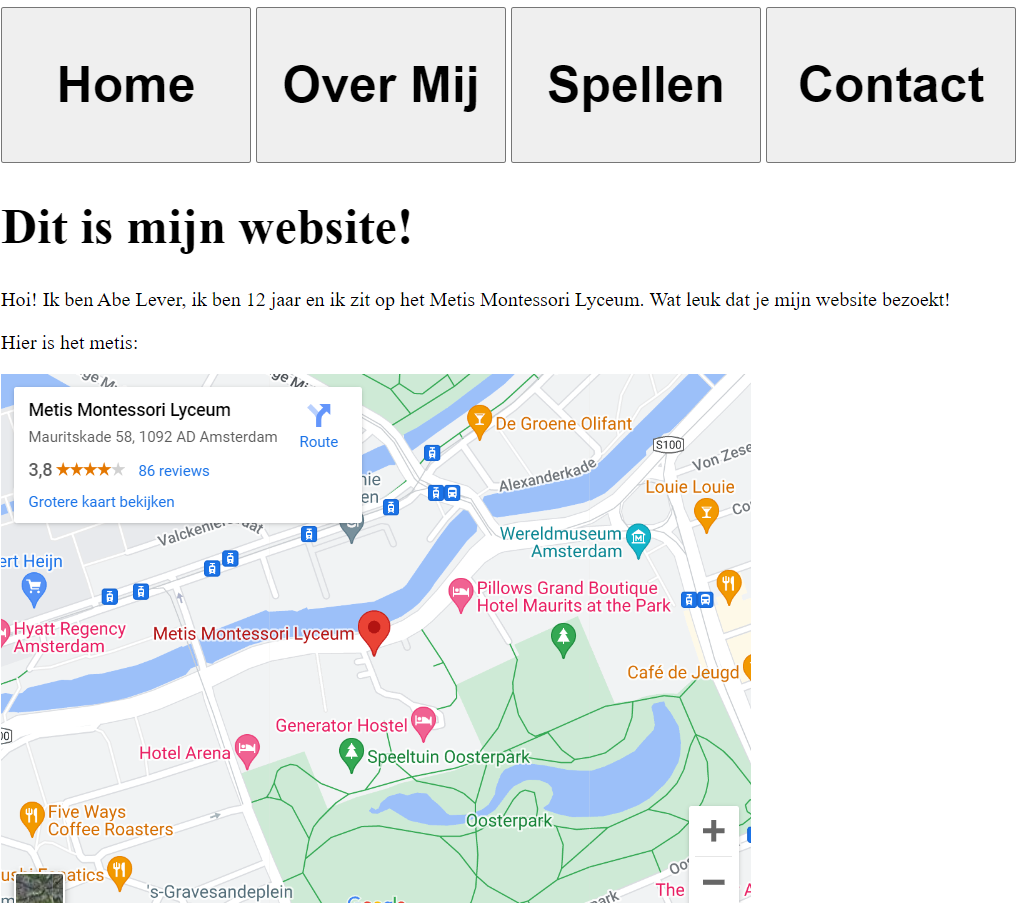 Home
Over Mij
Spellen
Contact
Dit is mijn website!
Hoi! Ik ben Abe Lever, ik ben 12 jaar en ik zit op het Metis Montessori Lyceum. Wat leuk dat je mijn website bezoekt!
Hier is het metis:
Metis Montessori Lyceum
Mauritskade 58, 1092 AD Amsterdam
Route
3,8
86 reviews
Grotere kaart bekijken
De Groene Olifant
S100
Alexanderkade
Von Zese
Louie Louie
Wereldmuseum
Amsterdam
ert Heijn
Pillows Grand Boutique
Hotel Maurits at the Park
Hyatt Regency
Amsterdam
Metis Montessori Lyceum
Café de Jeugd
Generator Hostel
Hotel Arena
Speeltuin Oosterpark
Five Ways
Coffee Roasters
Oosterpark
's-Gravesandeplein
Google